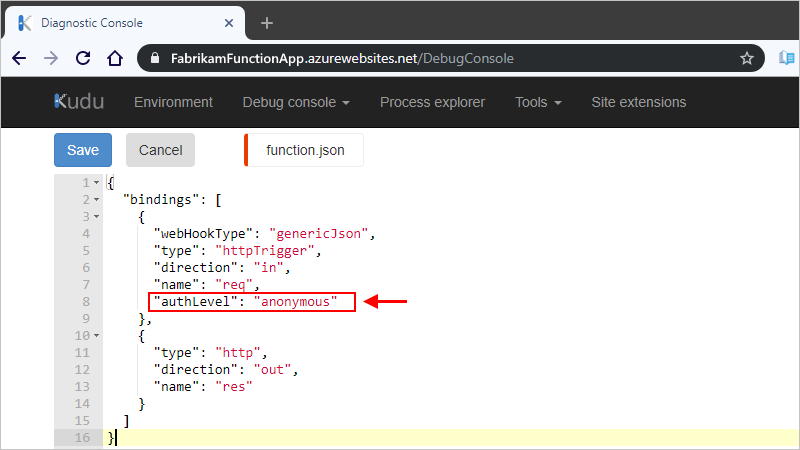 Diagnostic Console
FabrikamFunctionApp.azurewebsites.net/DebugConsole
Kudu Environment Debug console Process explorer Tools Site extensions
Save Cancel function.json
1 {
2 "bindings": [
3 {
4 "webHookType": "genericJson",
5 "type": "httpTrigger",
6 "direction": "in",
7 "name": "req",
8 "authLevel": "anonymous"
9 },
10 {
11 "type": "http",
12 "direction": "out",
13 "name": "res"
14 }
15 ]
16 }